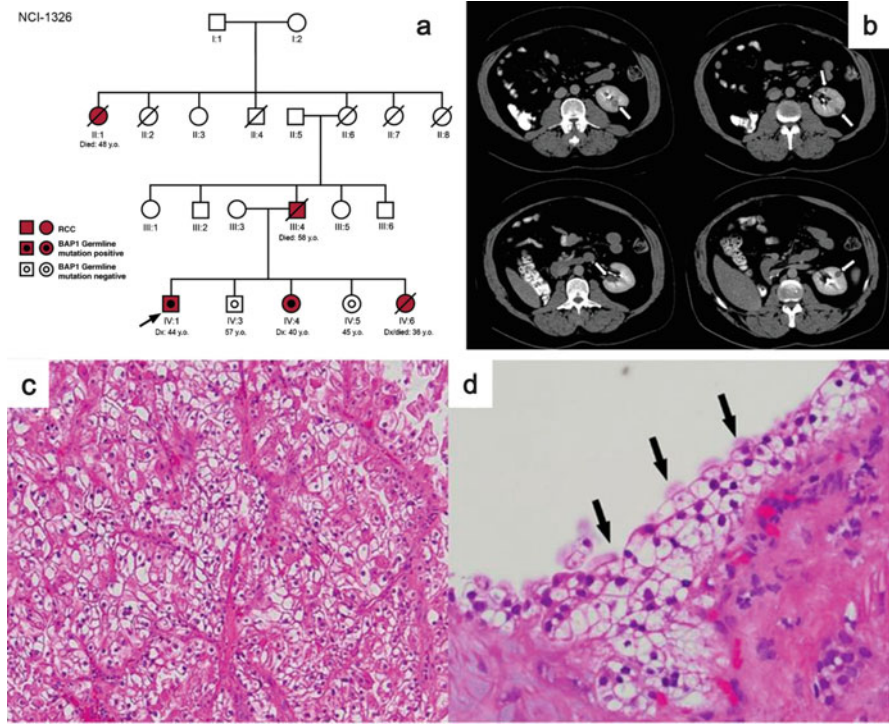 NCI-1326
a
I:1
I:2
II:1
II:2
II:3
II:4
II:5
II:6
II:7
II:8
Died: 48 y.o.
III:1
III:2
III:3
III:4
III:5
III:6
Died: 58 y.o.
RCC
BAP1 Germline
mutation positive
BAP1 Germline
mutation negative
IV:1
IV:3
IV:4
IV:5
IV:6
Dx: 44 y.o.
57 y.o.
Dx: 40 y.o.
45 y.o.
Dx/died: 36 y.o.
b
c
d